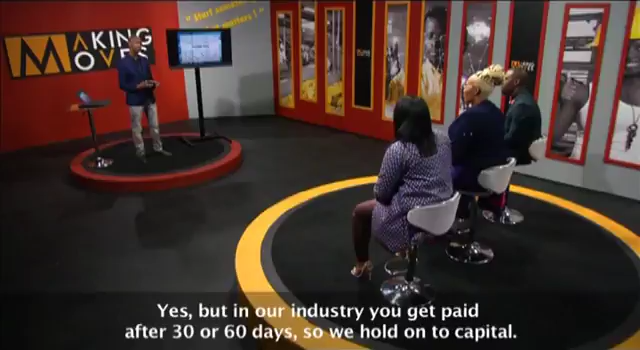 MAKING
MOVES
Yes, but in our industry you get paid
after 30 or 60 days, so we hold on to capital.